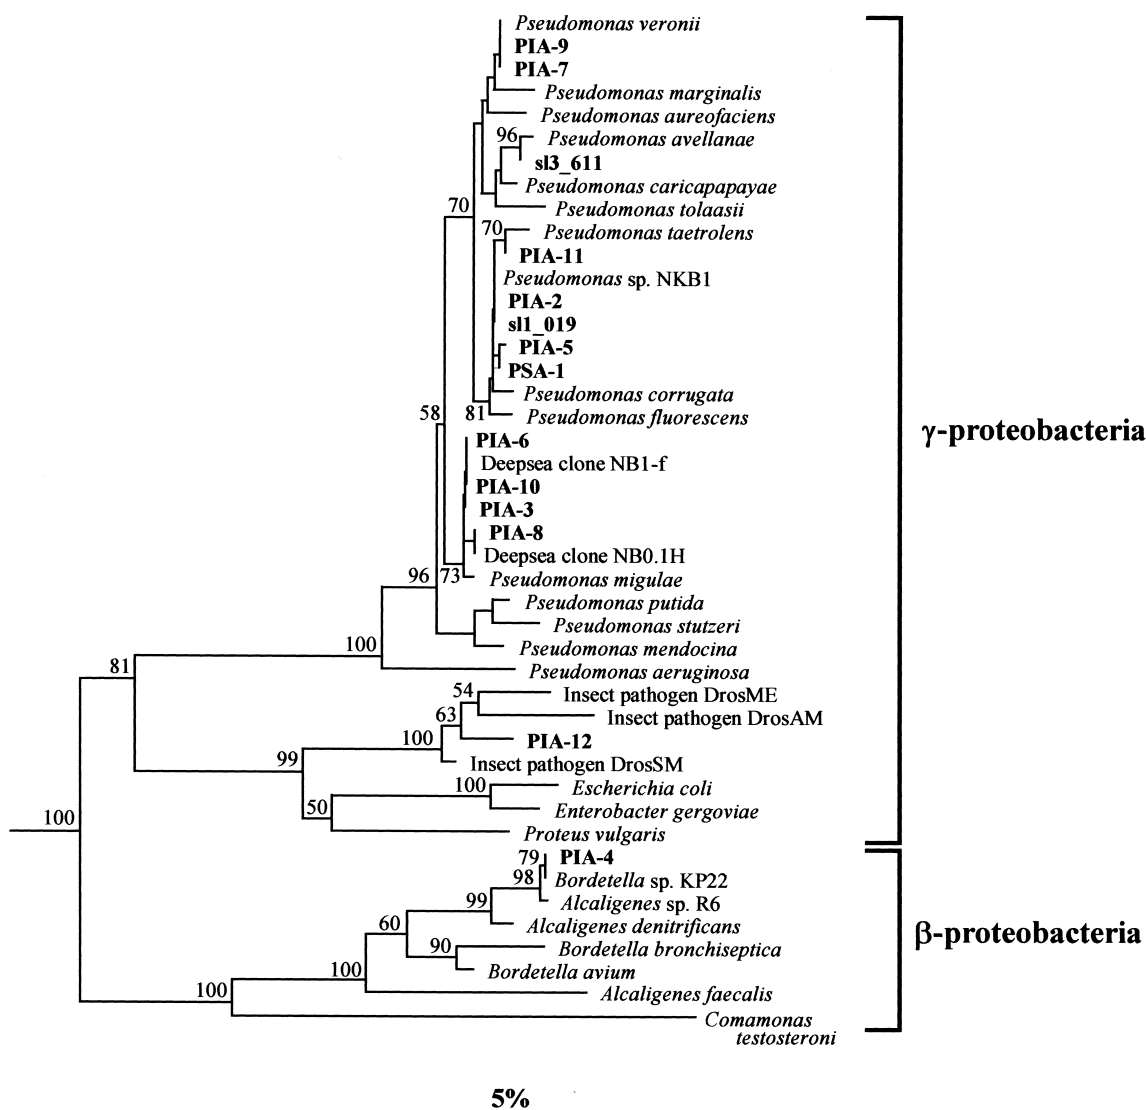 Pseudomonas veronii
PIA-9
PIA-7
Pseudomonas marginalis
Pseudomonas aureofaciens
96
Pseudomonas avellanae
sl3_611
Pseudomonas caricapapayae
70
Pseudomonas tolaasii
70
Pseudomonas taetrolens
PIA-11
Pseudomonas sp. NKB1
PIA-2
sl1_019
PIA-5
PSA-1
Pseudomonas corrugata
58
81
Pseudomonas fluorescens
γ-proteobacteria
PIA-6
Deepsea clone NB1-f
PIA-10
PIA-3
PIA-8
Deepsea clone NB0.1H
96
73
Pseudomonas migulae
Pseudomonas putida
Pseudomonas stutzeri
100
Pseudomonas mendocina
81
Pseudomonas aeruginosa
54
Insect pathogen DrosME
63
Insect pathogen DrosAM
100
PIA-12
99
Insect pathogen DrosSM
100
Escherichia coli
50
Enterobacter gergoviae
100
Proteus vulgaris
79
PIA-4
98
Bordetella sp. KP22
99
Alcaligenes sp. R6
60
Alcaligenes denitrificans
β-proteobacteria
90
Bordetella bronchiseptica
100
Bordetella avium
100
Alcaligenes faecalis
Comamonas
testosteroni
5%